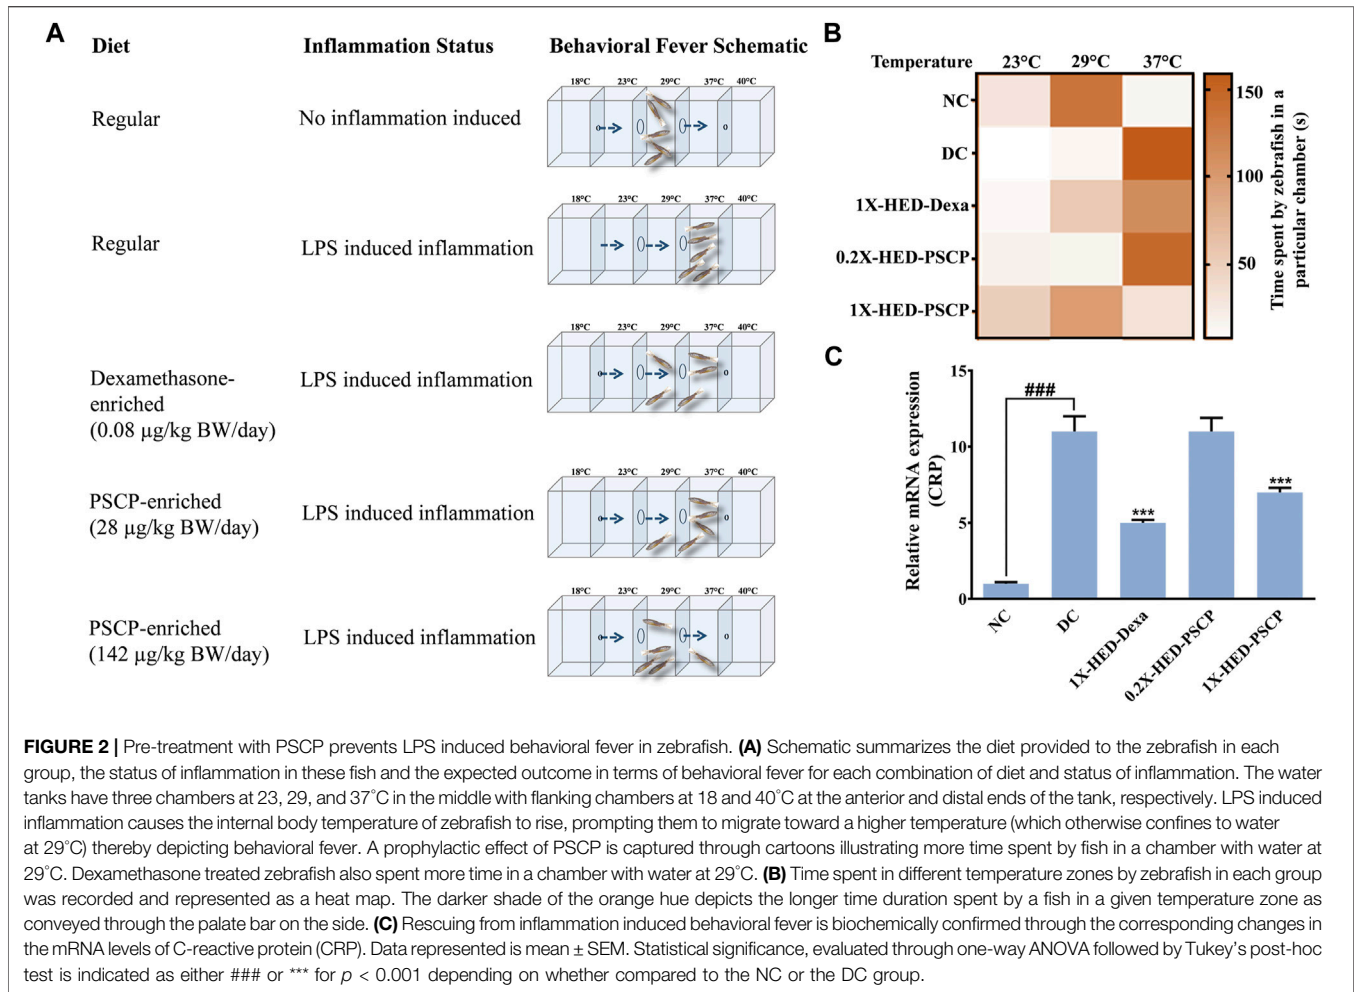 A
Diet
Inflammation Status
Behavioral Fever Schematic
18°C 23°C 29°C 37°C 40°C
Regular
No inflammation induced
18°C 23°C 29°C 37°C 40°C
Regular
LPS induced inflammation
18°C 23°C 29°C 37°C 40°C
Dexamethasone-
enriched
(0.08 µg/kg BW/day)
LPS induced inflammation
18°C 23°C 29°C 37°C 40°C
PSCP-enriched
(28 µg/kg BW/day)
LPS induced inflammation
18°C 23°C 29°C 37°C 40°C
PSCP-enriched
(142 µg/kg BW/day)
LPS induced inflammation
B
Temperature 23°C 29°C 37°C
NC
DC
1X-HED-Dexa
0.2X-HED-PSCP
1X-HED-PSCP
150
100
50
Time spent by zebrafish in a
particular chamber (s)
C
Relative mRNA expression
(CRP)
15
10
5
0
###
***
***
NC
DC
1X-HED-Dexa
0.2X-HED-PSCP
1X-HED-PSCP
FIGURE 2 | Pre-treatment with PSCP prevents LPS induced behavioral fever in zebrafish. (A) Schematic summarizes the diet provided to the zebrafish in each
group, the status of inflammation in these fish and the expected outcome in terms of behavioral fever for each combination of diet and status of inflammation. The water
tanks have three chambers at 23, 29, and 37°C in the middle with flanking chambers at 18 and 40°C at the anterior and distal ends of the tank, respectively. LPS induced
inflammation causes the internal body temperature of zebrafish to rise, prompting them to migrate toward a higher temperature (which otherwise confines to water
at 29°C) thereby depicting behavioral fever. A prophylactic effect of PSCP is captured through cartoons illustrating more time spent by fish in a chamber with water at
29°C. Dexamethasone treated zebrafish also spent more time in a chamber with water at 29°C. (B) Time spent in different temperature zones by zebrafish in each group
was recorded and represented as a heat map. The darker shade of the orange hue depicts the longer time duration spent by a fish in a given temperature zone as
conveyed through the palate bar on the side. (C) Rescuing from inflammation induced behavioral fever is biochemically confirmed through the corresponding changes in
the mRNA levels of C-reactive protein (CRP). Data represented is mean ± SEM. Statistical significance, evaluated through one-way ANOVA followed by Tukey's post-hoc
test is indicated as either ### or *** for p < 0.001 depending on whether compared to the NC or the DC group.